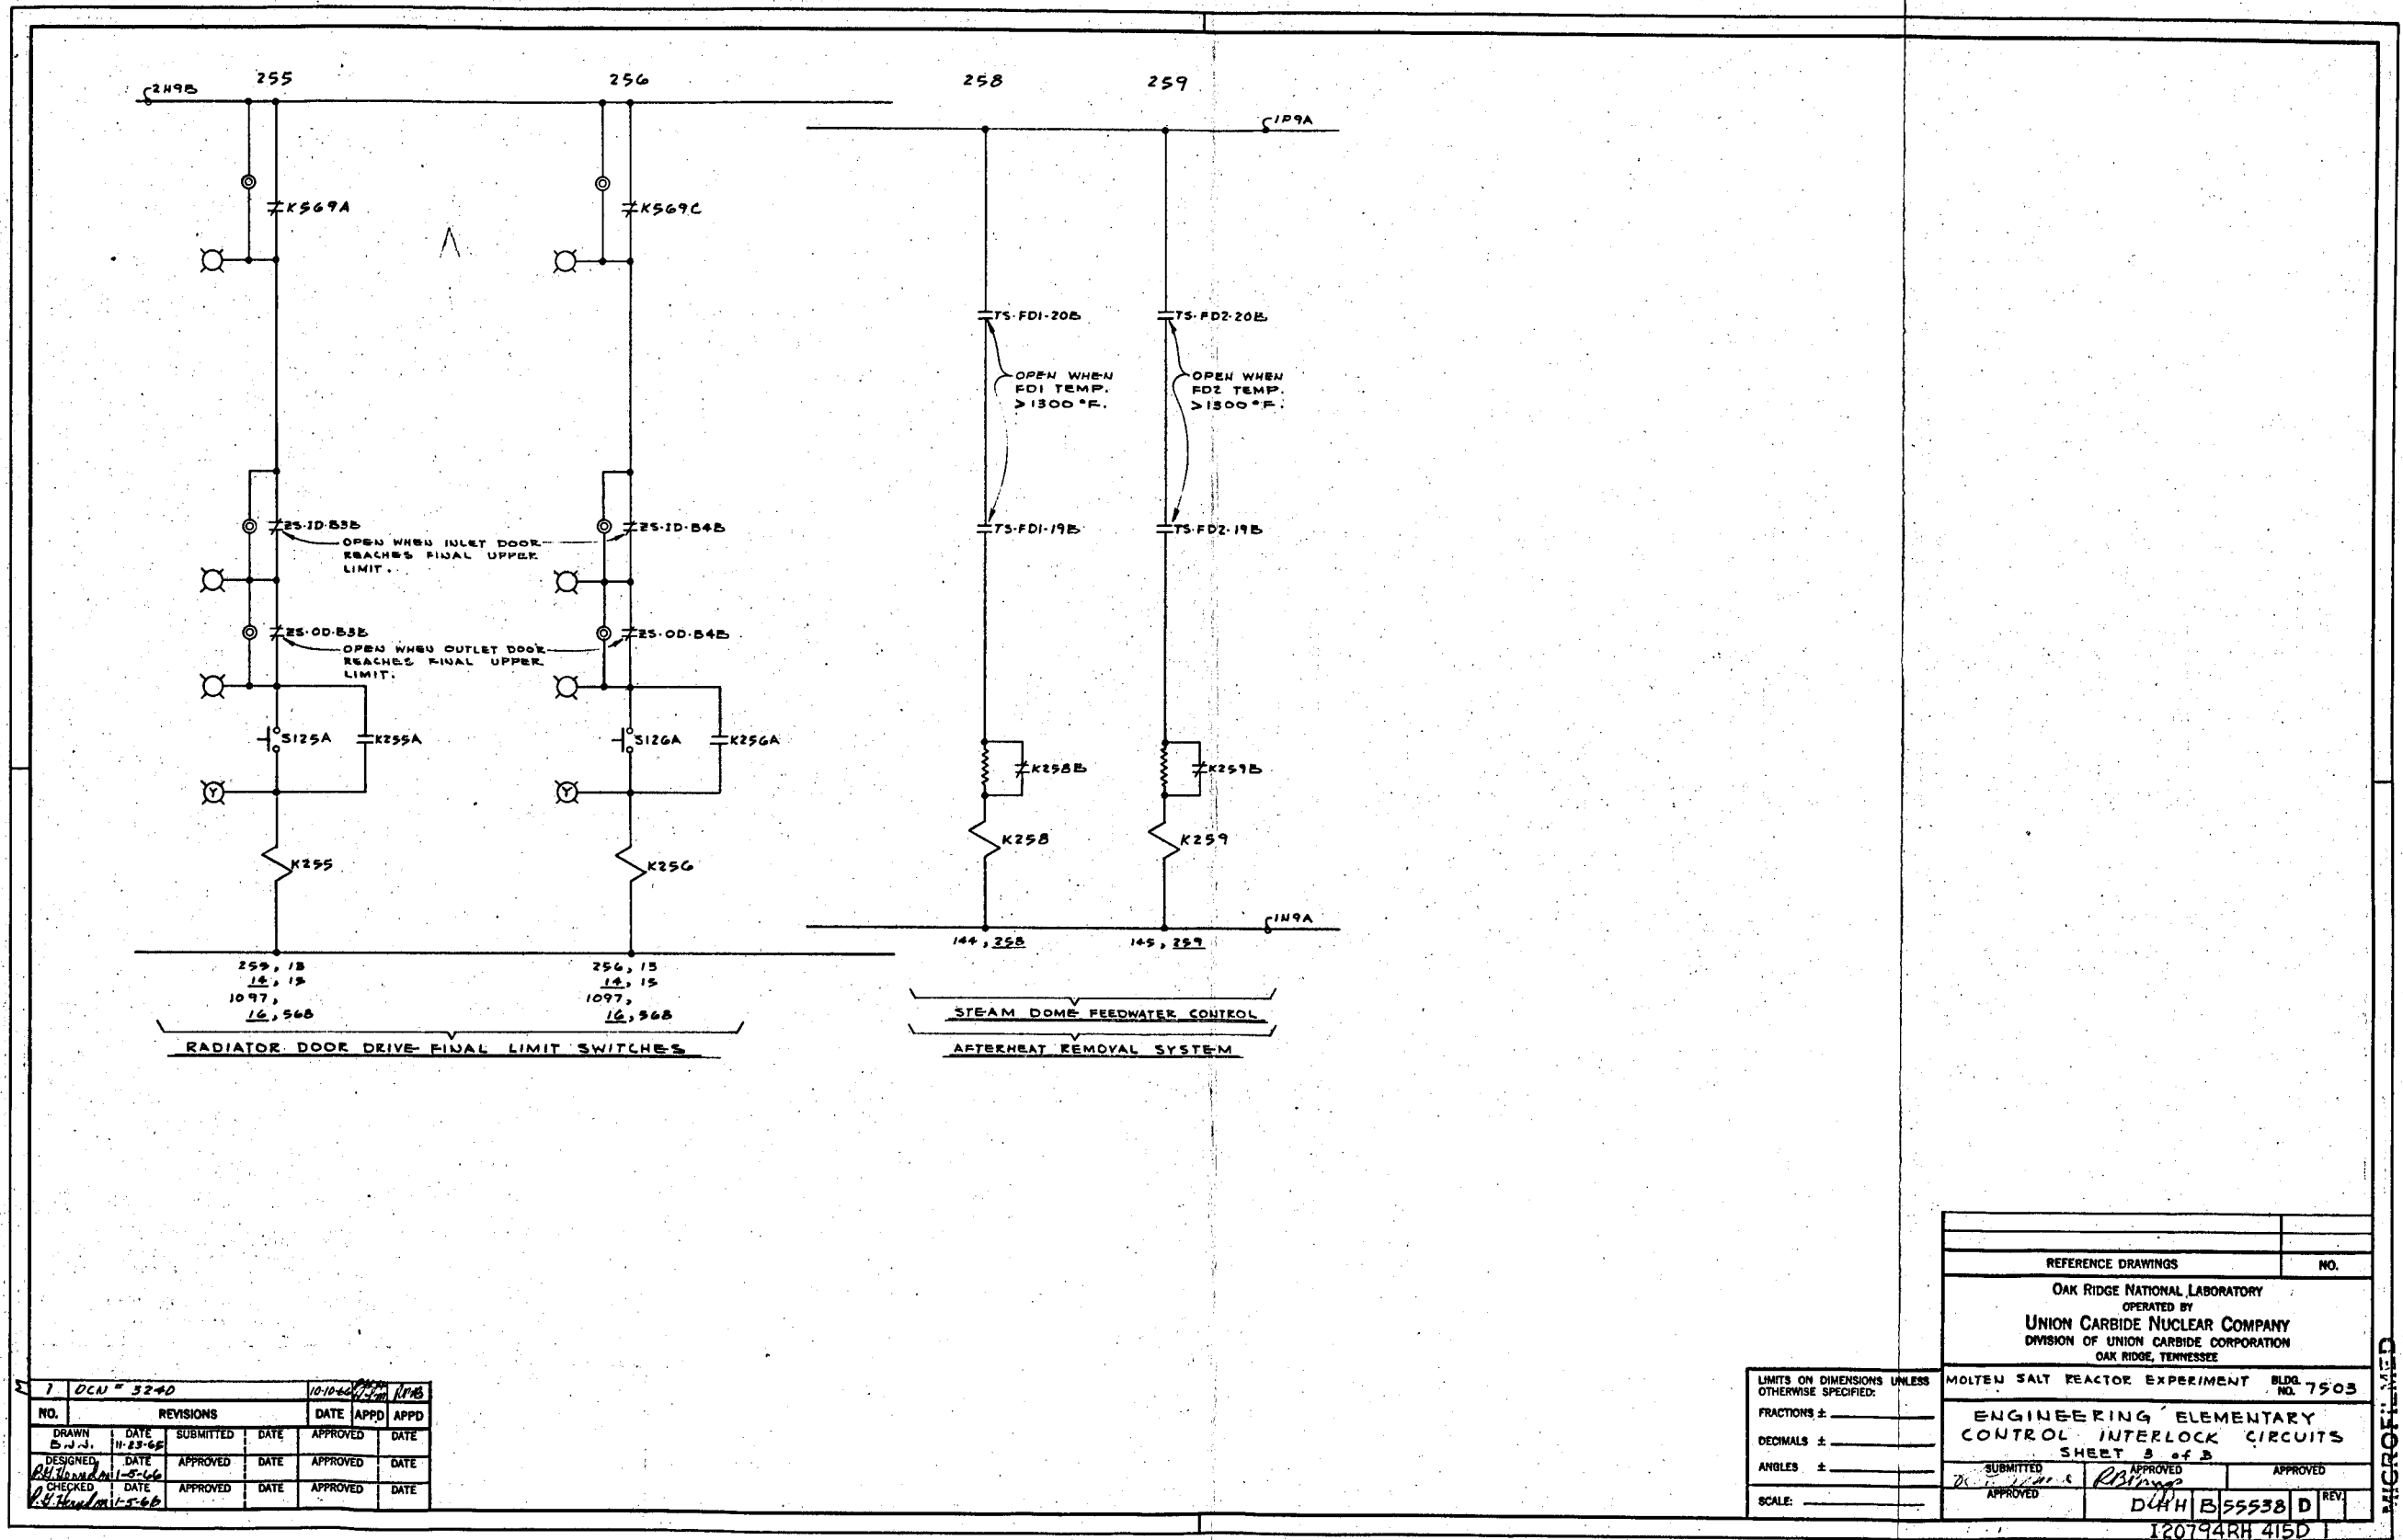 255
256
258
259
2H9B
1P9A
K569A
K569C
TS-FD1-20B
TS-FD2-20B
OPEN WHEN
FD1 TEMP.
>1300°F.
OPEN WHEN
FD2 TEMP.
>1300°F.
ZS-ID-B3B
ZS-ID-B4B
OPEN WHEN INLET DOOR
REACHES FINAL UPPER
LIMIT.
TS-FD1-19B
TS-FD2-19B
ZS-OD-B3B
ZS-OD-B4B
OPEN WHEN OUTLET DOOR
REACHES FINAL UPPER
LIMIT.
S125A
K255A
S126A
K256A
K258B
K259B
Y
Y
K255
K256
K258
K259
1N9A
144, 258
145, 259
255, 13
14, 15
1097,
16, 568
256, 13
14, 15
1097,
16, 568
RADIATOR DOOR DRIVE FINAL LIMIT SWITCHES
STEAM DOME FEEDWATER CONTROL
AFTERHEAT REMOVAL SYSTEM
1 DCN # 3240 10-10-66 RPB
NO. REVISIONS DATE APPD APPD
DRAWN DATE SUBMITTED DATE APPROVED DATE
B.J.J. 11-23-65
DESIGNED DATE APPROVED DATE APPROVED DATE
P.G. Herndon 1-5-66
CHECKED DATE APPROVED DATE APPROVED DATE
P.G. Herndon 1-5-66
LIMITS ON DIMENSIONS UNLESS
OTHERWISE SPECIFIED:
FRACTIONS ±
DECIMALS ±
ANGLES ±
SCALE:
REFERENCE DRAWINGS NO.
OAK RIDGE NATIONAL LABORATORY
OPERATED BY
UNION CARBIDE NUCLEAR COMPANY
DIVISION OF UNION CARBIDE CORPORATION
OAK RIDGE, TENNESSEE
MOLTEN SALT REACTOR EXPERIMENT BLDG. NO. 7503
ENGINEERING ELEMENTARY
CONTROL INTERLOCK CIRCUITS
SHEET 3 of 3
SUBMITTED APPROVED APPROVED
RB Briggs
APPROVED
D B 55538 D REV.
I20794RH 415D 1
MICROFILMED